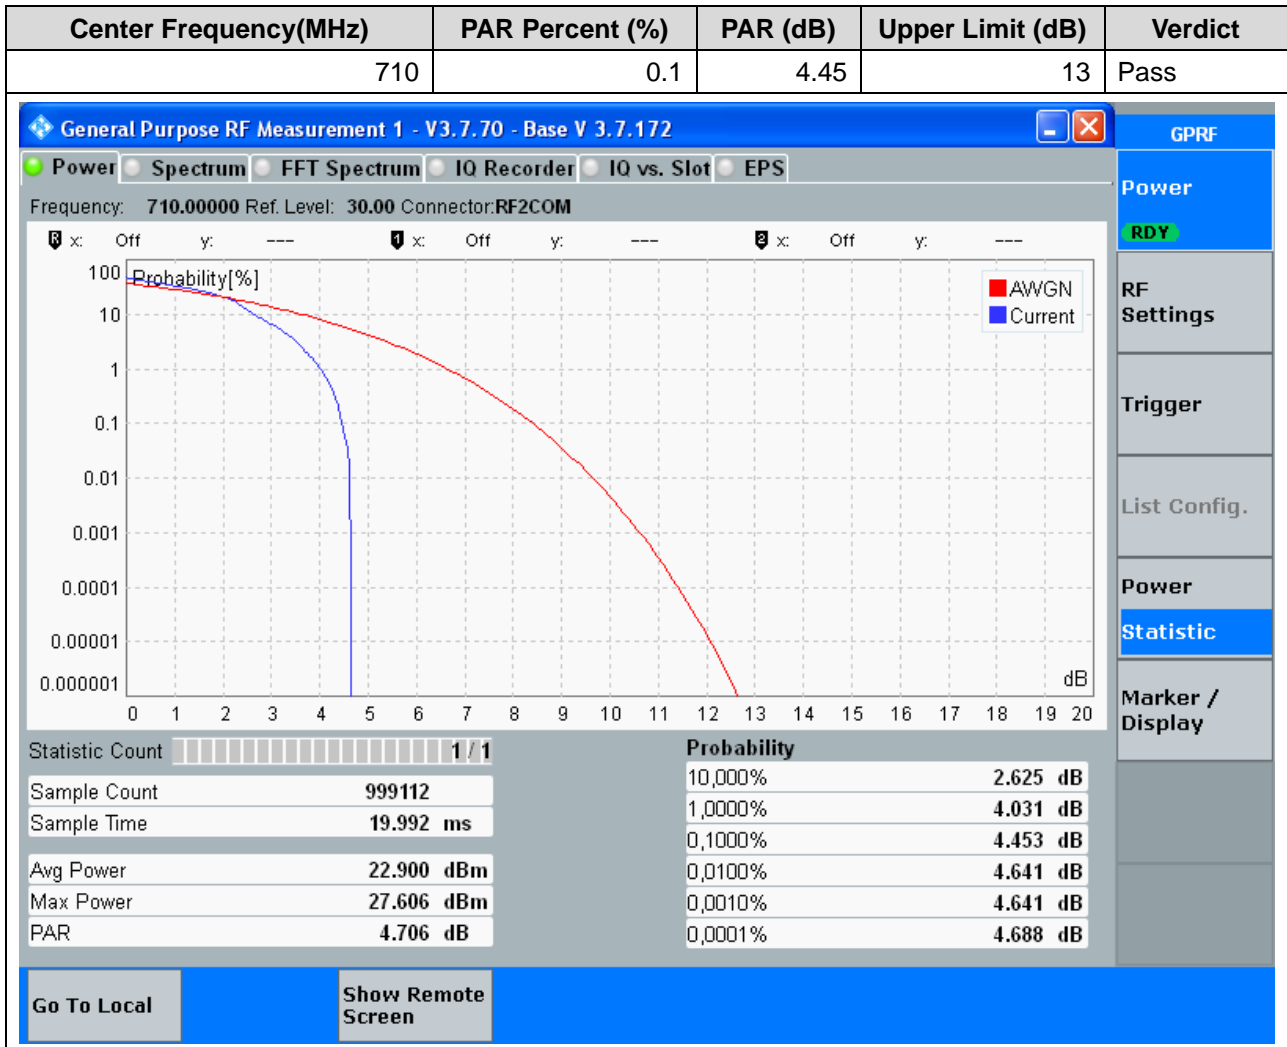 Center Frequency(MHz) PAR Percent (%) PAR (dB) Upper Limit (dB) Verdict
710 0.1 4.45 13 Pass
General Purpose RF Measurement 1 - V3.7.70 - Base V 3.7.172
GPRF
Power Spectrum FFT Spectrum IQ Recorder IQ vs. Slot EPS
Frequency: 710.00000 Ref. Level: 30.00 Connector:RF2COM
R x: Off y: --- 1 x: Off y: --- 2 x: Off y: ---
Probability[%]
AWGN
Current
100
10
1
0.1
0.01
0.001
0.0001
0.00001
0.000001
dB
0 1 2 3 4 5 6 7 8 9 10 11 12 13 14 15 16 17 18 19 20
Statistic Count 1 / 1
Sample Count 999112
Sample Time 19.992 ms
Avg Power 22.900 dBm
Max Power 27.606 dBm
PAR 4.706 dB
Probability
10,000% 2.625 dB
1,0000% 4.031 dB
0,1000% 4.453 dB
0,0100% 4.641 dB
0,0010% 4.641 dB
0,0001% 4.688 dB
Power
RDY
RF
Settings
Trigger
List Config.
Power
Statistic
Marker /
Display
Go To Local
Show Remote
Screen